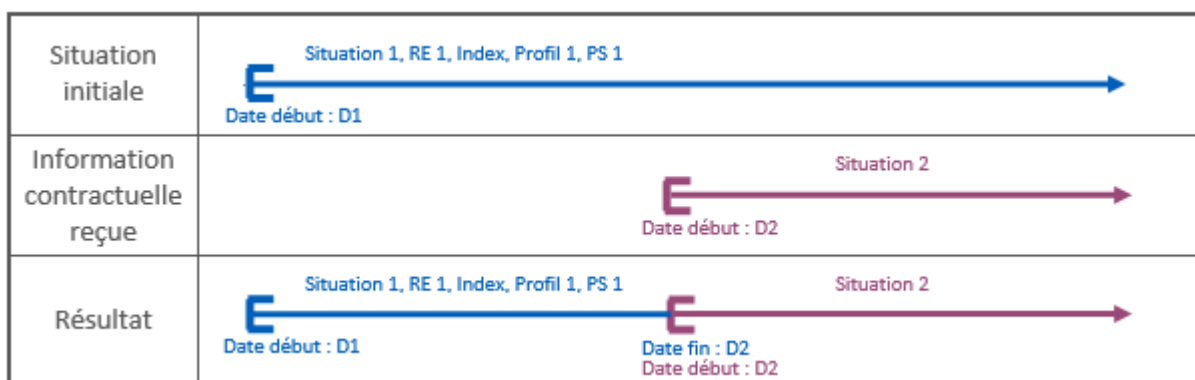 Situation
initiale
Situation 1, RE 1, Index, Profil 1, PS 1
Date début : D1
Information
contractuelle
reçue
Situation 2
Date début : D2
Résultat
Situation 1, RE 1, Index, Profil 1, PS 1
Situation 2
Date début : D1
Date fin : D2
Date début : D2